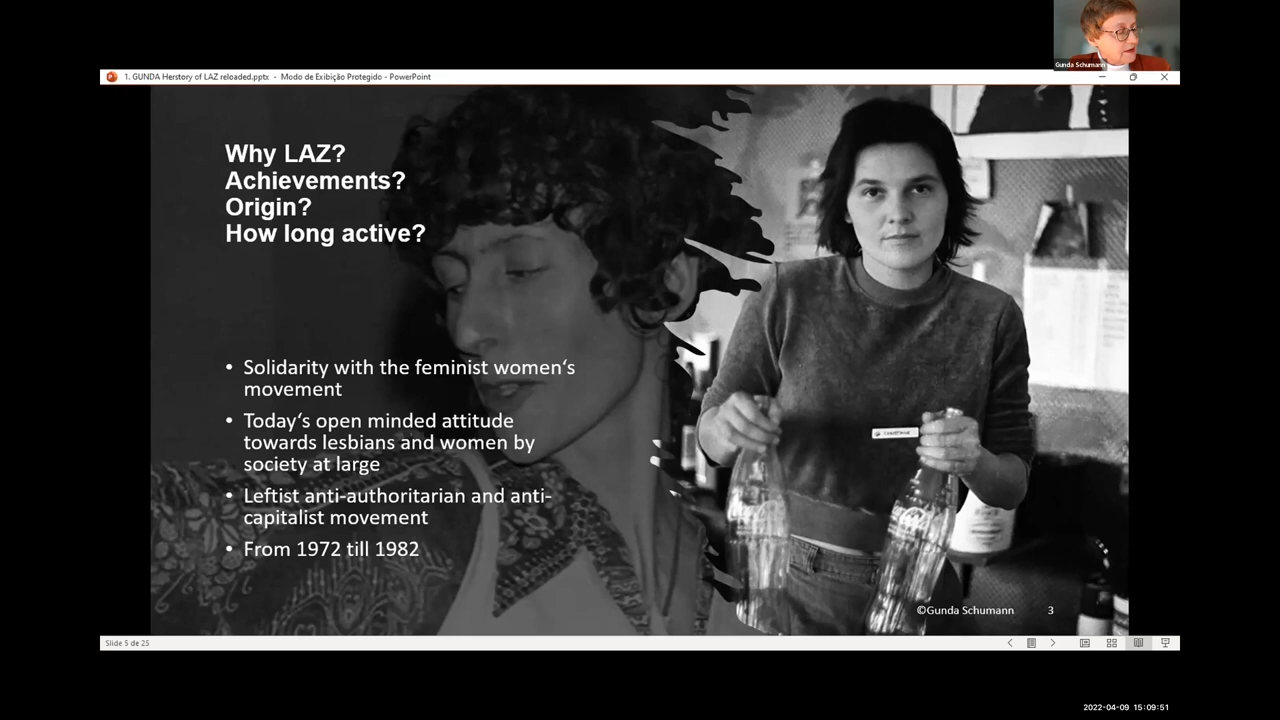 Gunda Schumann
1. GUNDA Herstory of LAZ reloaded.pptx - Modo de Exibição Protegido - PowerPoint
Why LAZ?
Achievements?
Origin?
How long active?
• Solidarity with the feminist women‘s
movement
• Today‘s open minded attitude
towards lesbians and women by
society at large
• Leftist anti-authoritarian and anti-
capitalist movement
• From 1972 till 1982
©Gunda Schumann 3
Slide 5 de 25
2022-04-09 15:09:51